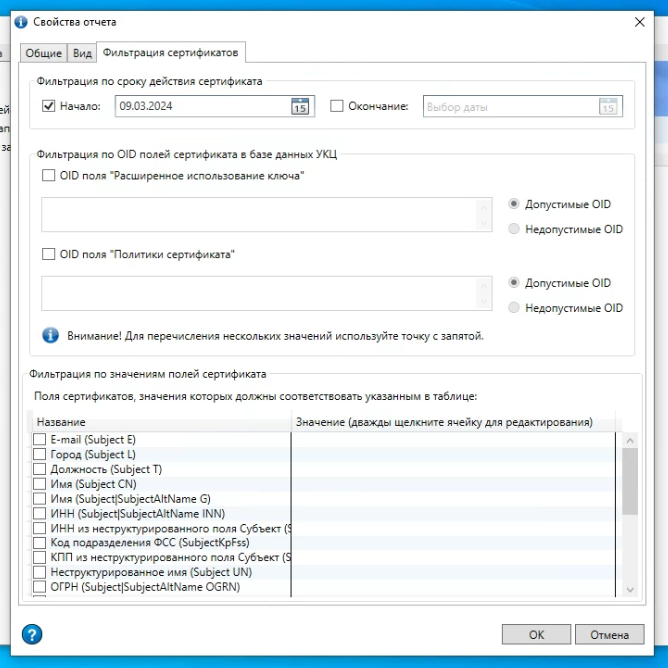 Свойства отчета
Общие Вид Фильтрация сертификатов
Фильтрация по сроку действия сертификата
Начало: 09.03.2024 15 Окончание: Выбор даты 15
Фильтрация по OID полей сертификата в базе данных УКЦ
OID поля "Расширенное использование ключа"
Допустимые OID
Недопустимые OID
OID поля "Политики сертификата"
Допустимые OID
Недопустимые OID
Внимание! Для перечисления нескольких значений используйте точку с запятой.
Фильтрация по значениям полей сертификата
Поля сертификатов, значения которых должны соответствовать указанным в таблице:
Название Значение (дважды щелкните ячейку для редактирования)
E-mail (Subject E)
Город (Subject L)
Должность (Subject T)
Имя (Subject CN)
Имя (Subject|SubjectAltName G)
ИНН (Subject|SubjectAltName INN)
ИНН из неструктурированного поля Субъект (S
Код подразделения ФСС (SubjectKpFss)
КПП из неструктурированного поля Субъект (S
Неструктурированное имя (Subject UN)
ОГРН (Subject|SubjectAltName OGRN)
? ОК Отмена